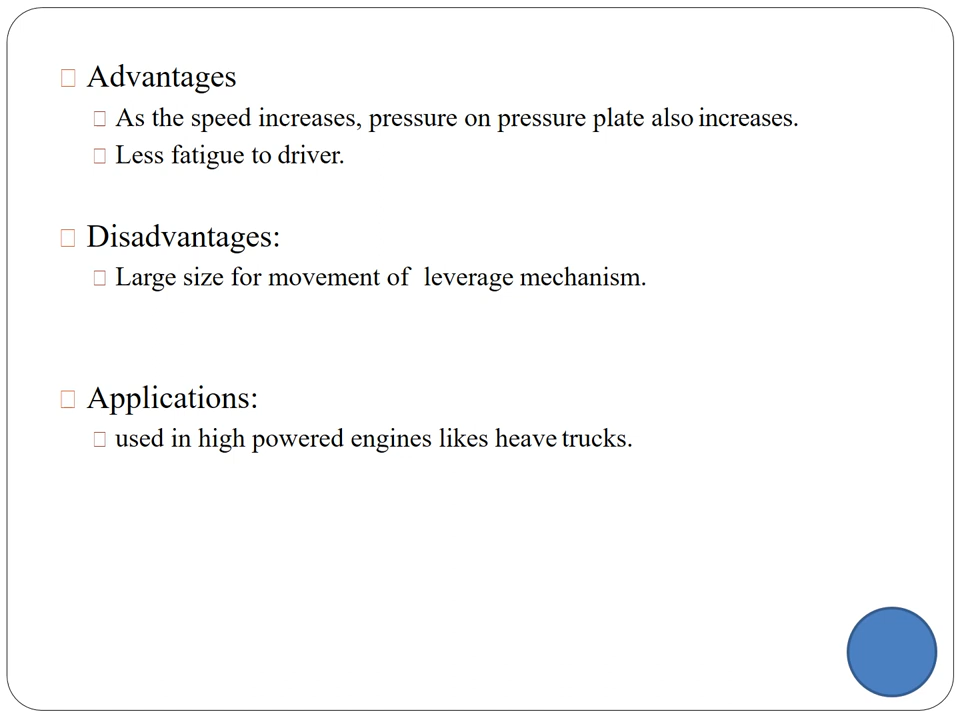 Advantages
As the speed increases, pressure on pressure plate also increases.
Less fatigue to driver.
Disadvantages:
Large size for movement of leverage mechanism.
Applications:
used in high powered engines likes heave trucks.